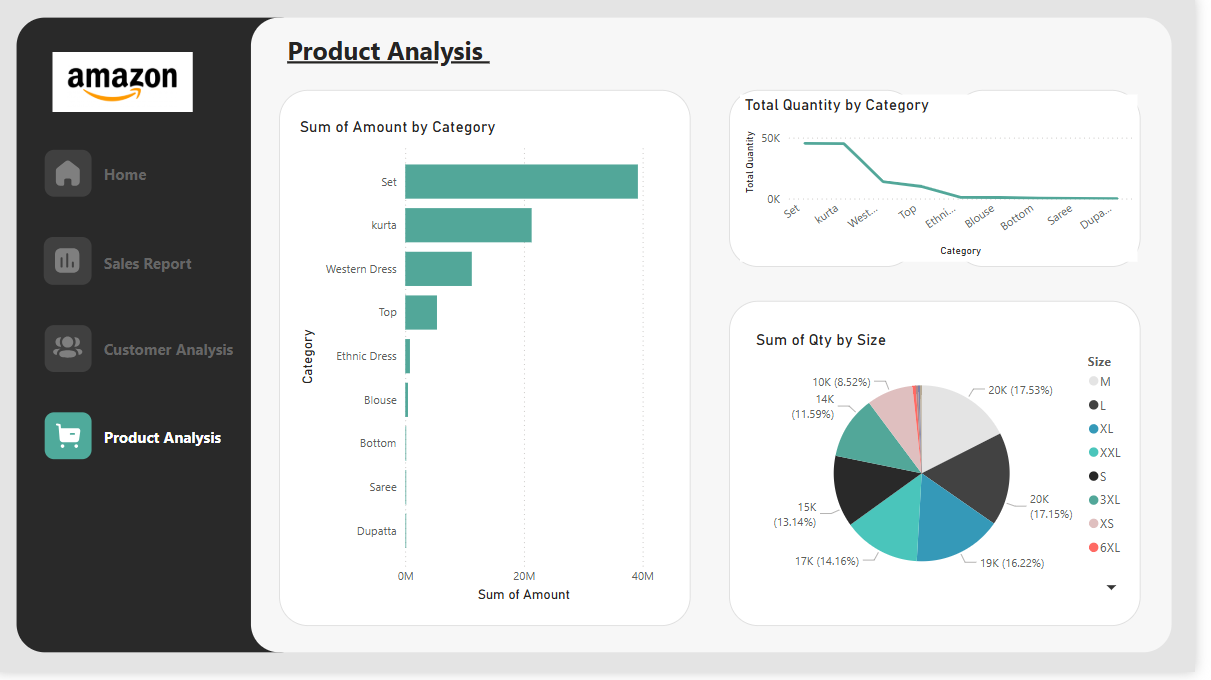 amazon
Home
Sales Report
Customer Analysis
Product Analysis
Product Analysis
Sum of Amount by Category
Category
Set
kurta
Western Dress
Top
Ethnic Dress
Blouse
Bottom
Saree
Dupatta
0M 20M 40M
Sum of Amount
Total Quantity by Category
Total Quantity
50K
0K
Set kurta West... Top Ethni... Blouse Bottom Saree Dupa...
Category
Sum of Qty by Size
20K (17.53%)
20K
(17.15%)
19K (16.22%)
17K (14.16%)
15K
(13.14%)
14K
(11.59%)
10K (8.52%)
Size
M
L
XL
XXL
S
3XL
XS
6XL